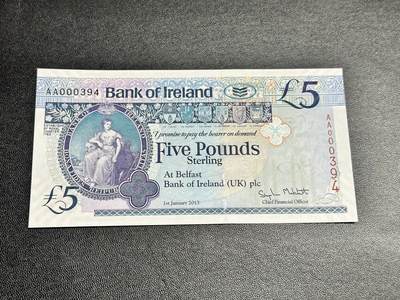 AA000394
Bank of Ireland
£5
I promise to pay the bearer on demand
Five Pounds
Sterling
At Belfast
Bank of Ireland (UK) plc
1st January 2013
Chief Financial Officer
£5
AA000394